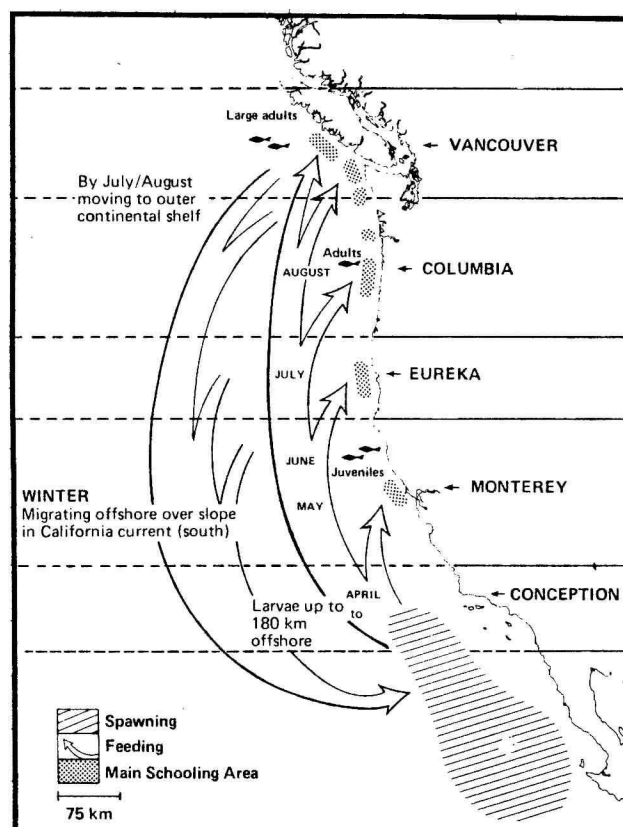 Large adults
VANCOUVER
By July/August
moving to outer
continental shelf
Adults
AUGUST
COLUMBIA
JULY
EUREKA
JUNE
Juveniles
MONTEREY
WINTER
Migrating offshore over slope
in California current (south)
MAY
APRIL
to
CONCEPTION
Larvae up to
180 km
offshore
Spawning
Feeding
Main Schooling Area
75 km